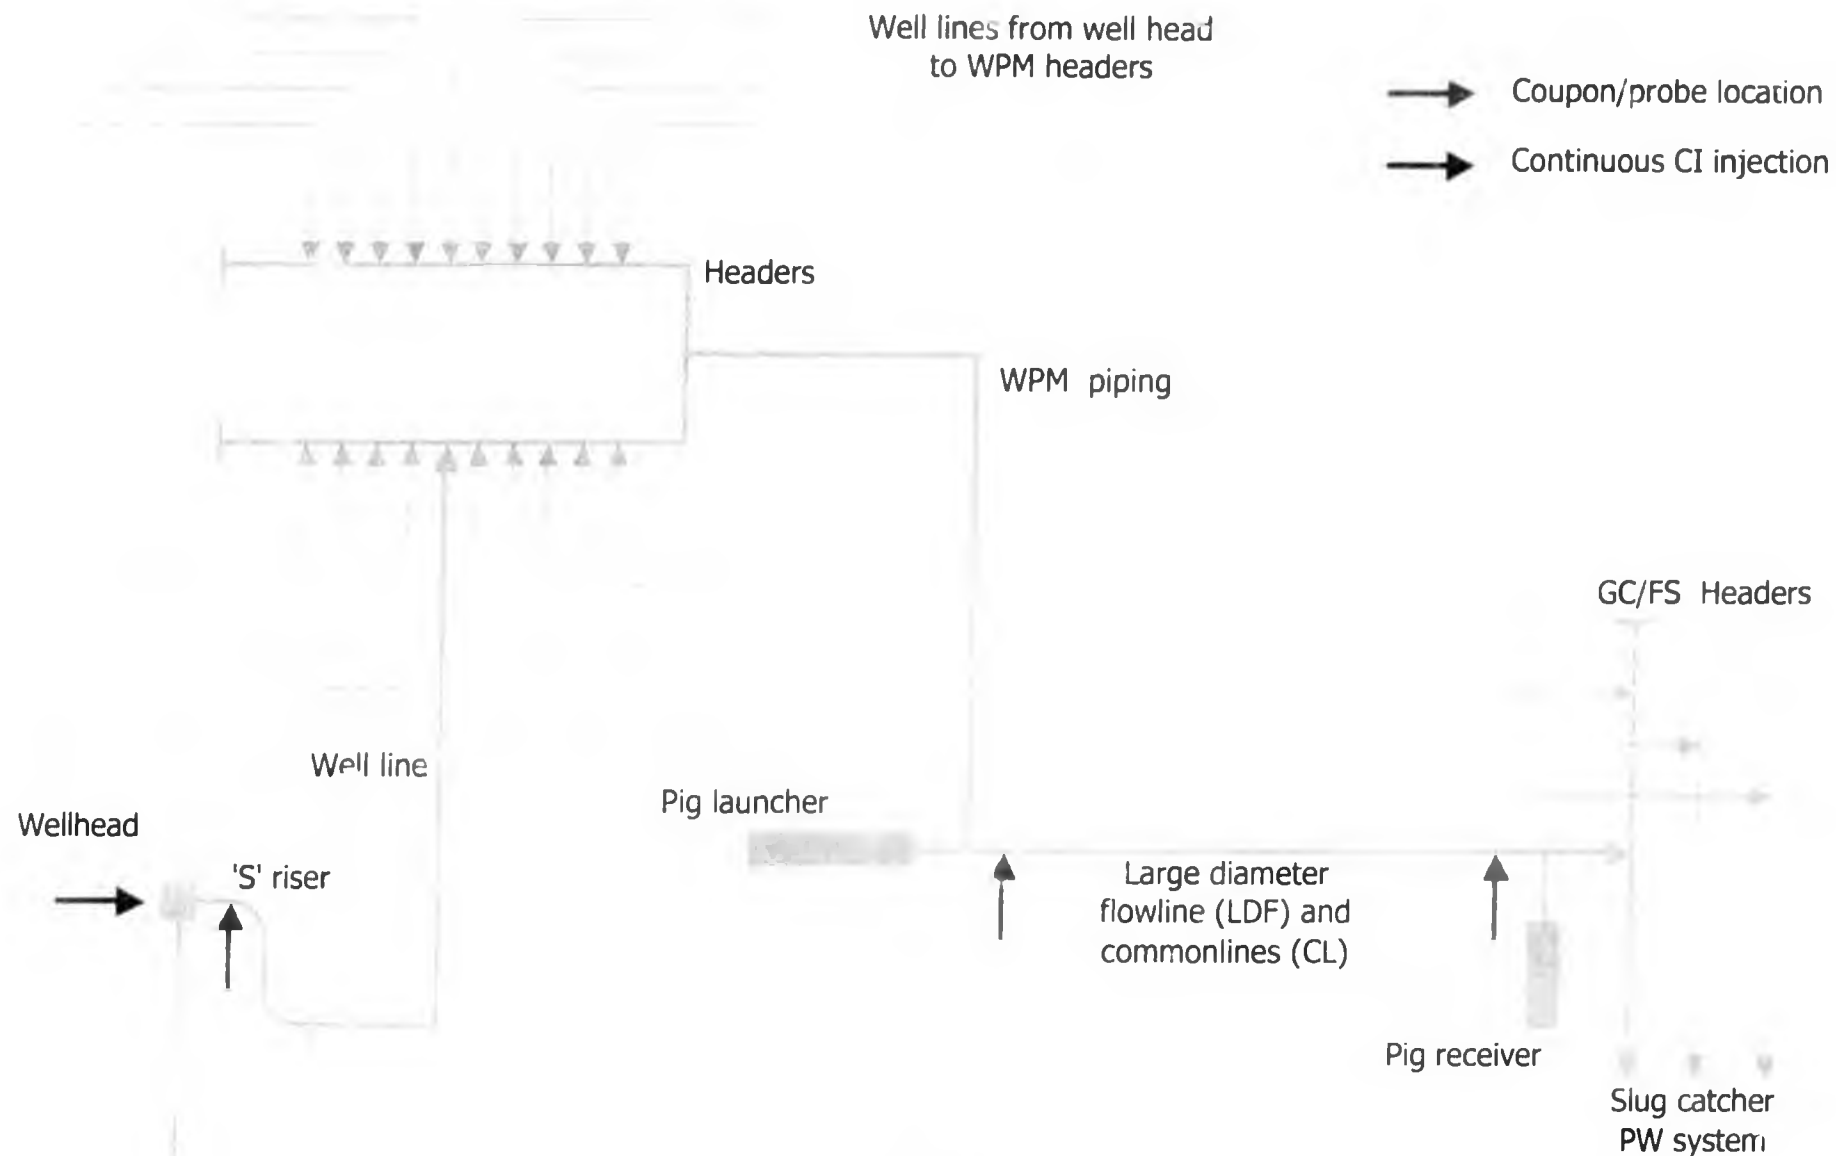 Well lines from well head
to WPM headers
Coupon/probe location
Continuous CI injection
Headers
WPM piping
GC/FS Headers
Well line
Pig launcher
Wellhead
'S' riser
Large diameter
flowline (LDF) and
commonlines (CL)
Pig receiver
Slug catcher
PW system